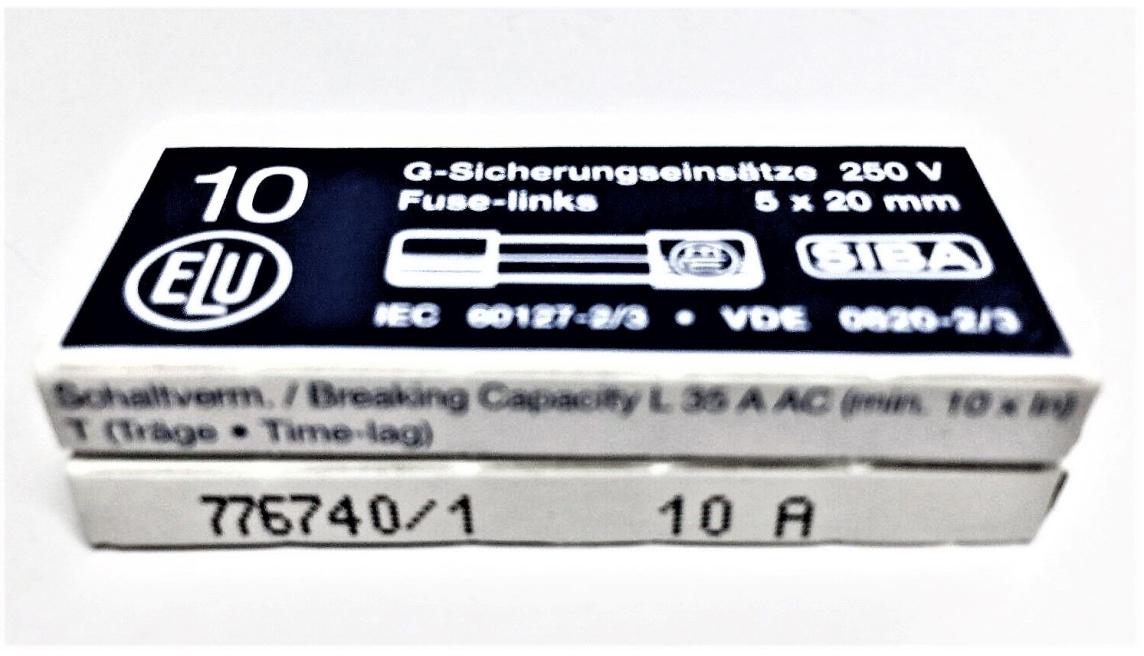 10
ELU
G-Sicherungseinsätze 250 V
Fuse-links 5 x 20 mm
SIBA
IEC 60127-2/3 • VDE 0820-2/3
Schaltverm. / Breaking Capacity L 35 A AC (min. 10 x In)
T (Träge • Time-lag)
776740/1 10 A